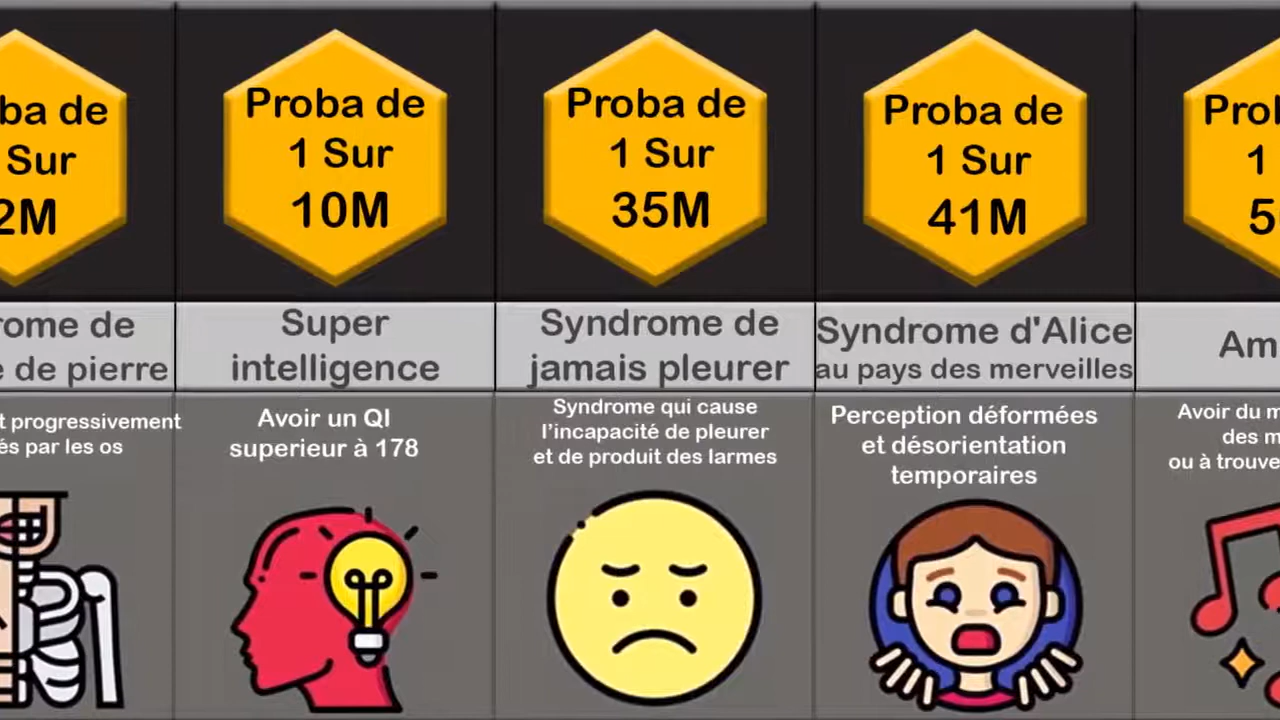 ba de
Sur
2M
rome de
de pierre
t progressivement
és par les os
Proba de
1 Sur
10M
Super
intelligence
Avoir un QI
superieur à 178
Proba de
1 Sur
35M
Syndrome de
jamais pleurer
Syndrome qui cause
l’incapacité de pleurer
et de produit des larmes
Proba de
1 Sur
41M
Syndrome d'Alice
au pays des merveilles
Perception déformées
et désorientation
temporaires
Pro
1
5
Am
Avoir du m
des m
ou à trouve